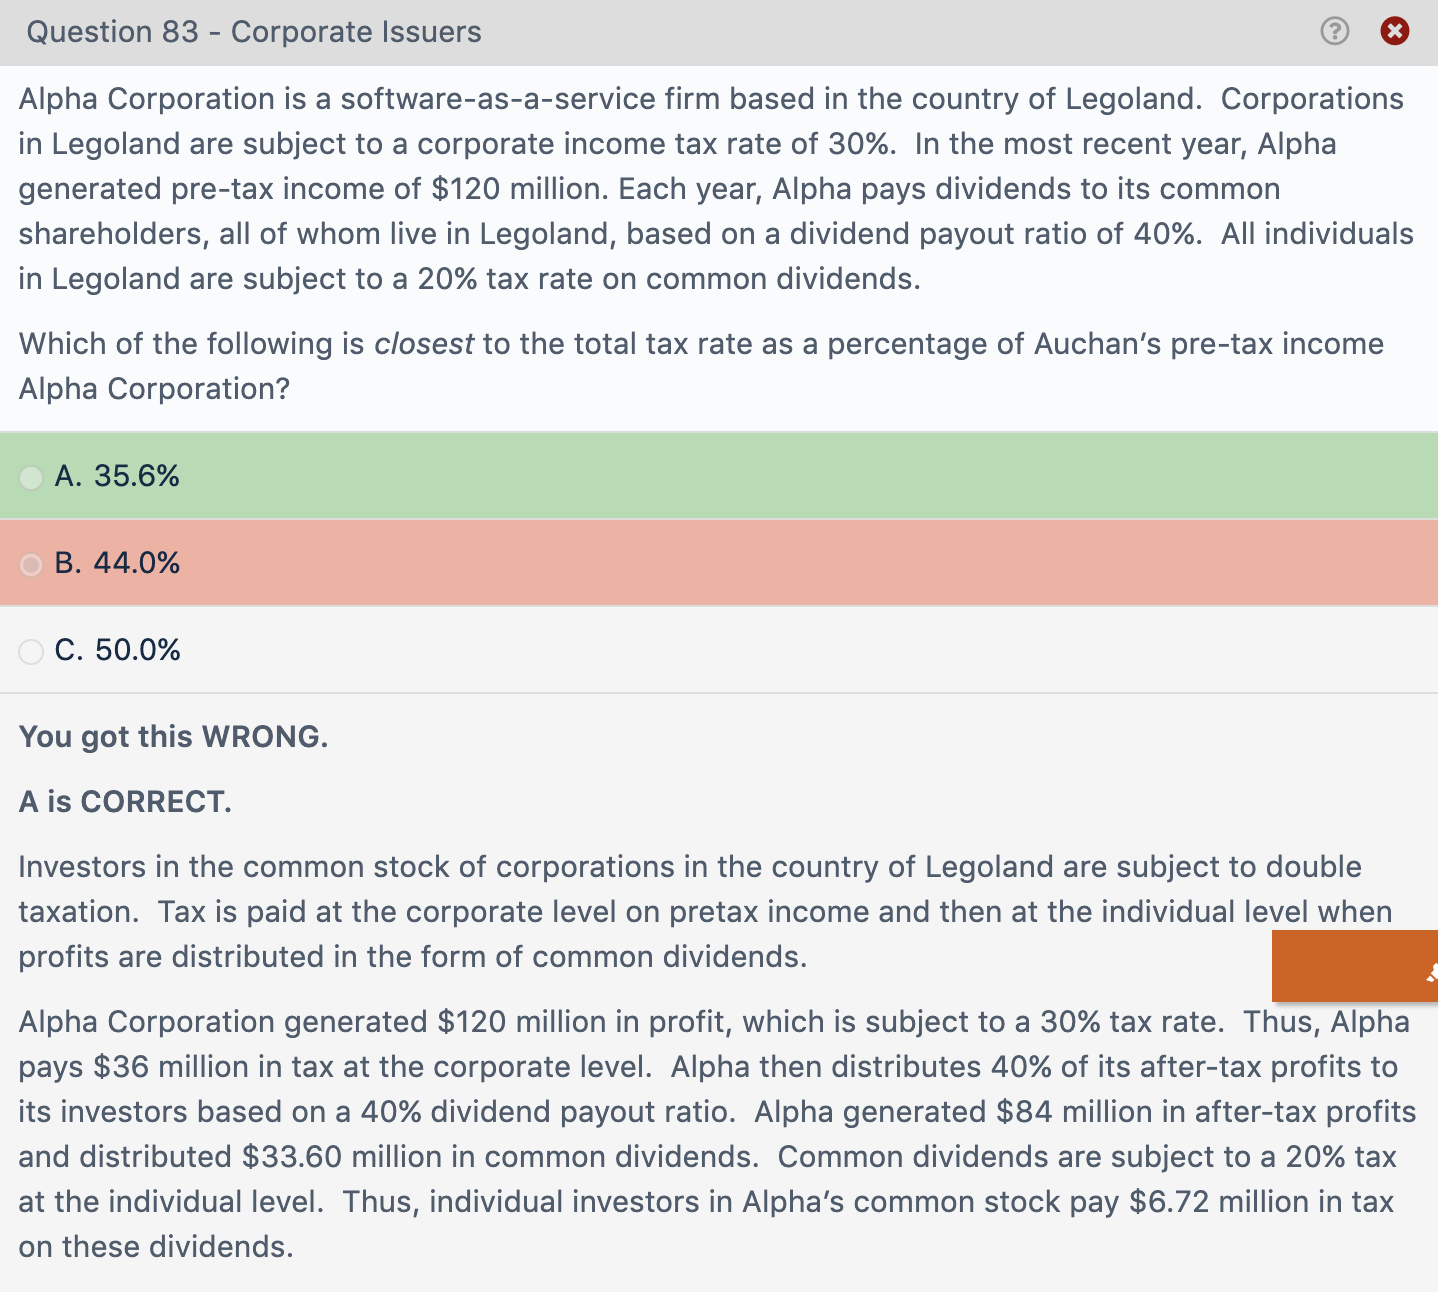 Question 83 - Corporate Issuers
Alpha Corporation is a software-as-a-service firm based in the country of Legoland. Corporations
in Legoland are subject to a corporate income tax rate of 30%. In the most recent year, Alpha
generated pre-tax income of $120 million. Each year, Alpha pays dividends to its common
shareholders, all of whom live in Legoland, based on a dividend payout ratio of 40%. All individuals
in Legoland are subject to a 20% tax rate on common dividends.
Which of the following is closest to the total tax rate as a percentage of Auchan’s pre-tax income
Alpha Corporation?
A. 35.6%
B. 44.0%
C. 50.0%
You got this WRONG.
A is CORRECT.
Investors in the common stock of corporations in the country of Legoland are subject to double
taxation. Tax is paid at the corporate level on pretax income and then at the individual level when
profits are distributed in the form of common dividends.
Alpha Corporation generated $120 million in profit, which is subject to a 30% tax rate. Thus, Alpha
pays $36 million in tax at the corporate level. Alpha then distributes 40% of its after-tax profits to
its investors based on a 40% dividend payout ratio. Alpha generated $84 million in after-tax profits
and distributed $33.60 million in common dividends. Common dividends are subject to a 20% tax
at the individual level. Thus, individual investors in Alpha’s common stock pay $6.72 million in tax
on these dividends.